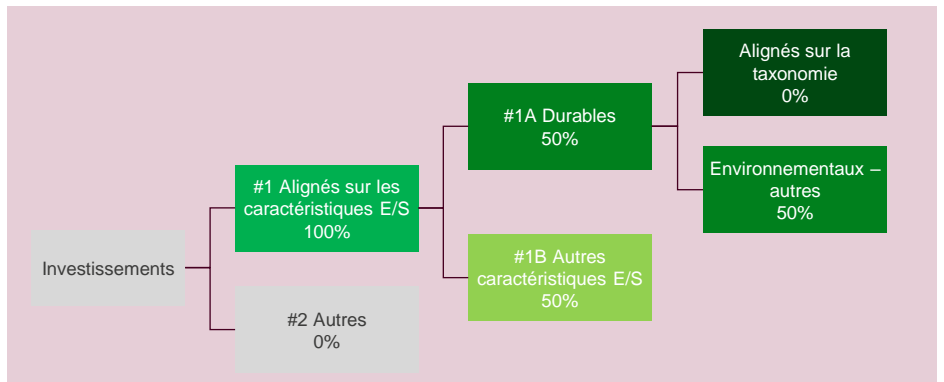 Investissements
#1 Alignés sur les
caractéristiques E/S
100%
#2 Autres
0%
#1A Durables
50%
#1B Autres
caractéristiques E/S
50%
Alignés sur la
taxonomie
0%
Environnementaux –
autres
50%